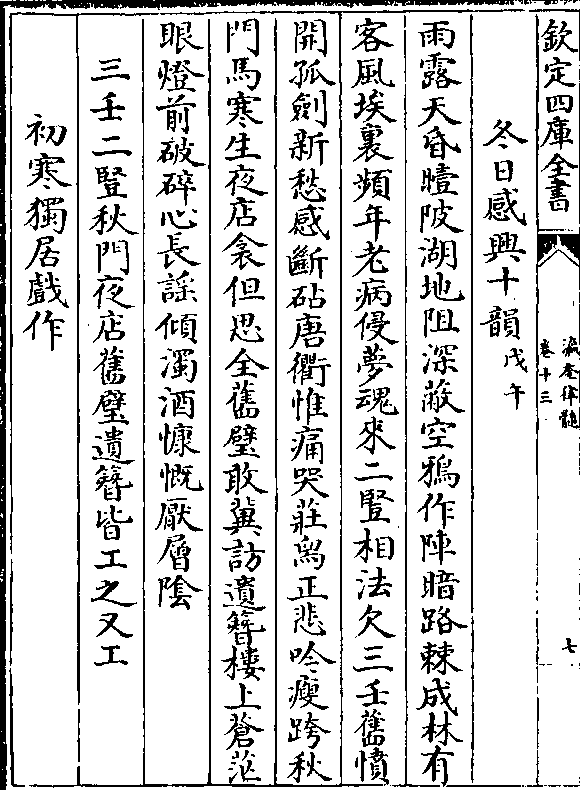 欽定四庫全書
瀛奎律髓
卷十三
七
冬日感興十韻戊午
雨露天昏曀陂湖地阻深蔽空鴉作陣暗路棘成林有
客風埃裏頻年老病侵夢魂來二豎相法欠三壬舊憤
開孤劍新愁感斷砧唐衢惟痛哭莊舄正悲吟瘦跨秋
門馬寒生夜店衾但思全舊璧敢冀訪遺簪樓上蒼茫
眼燈前破碎心長謡傾濁酒慷慨厭層陰
三壬二豎秋門夜店舊璧遺簪皆工之又工
初寒獨居戲作